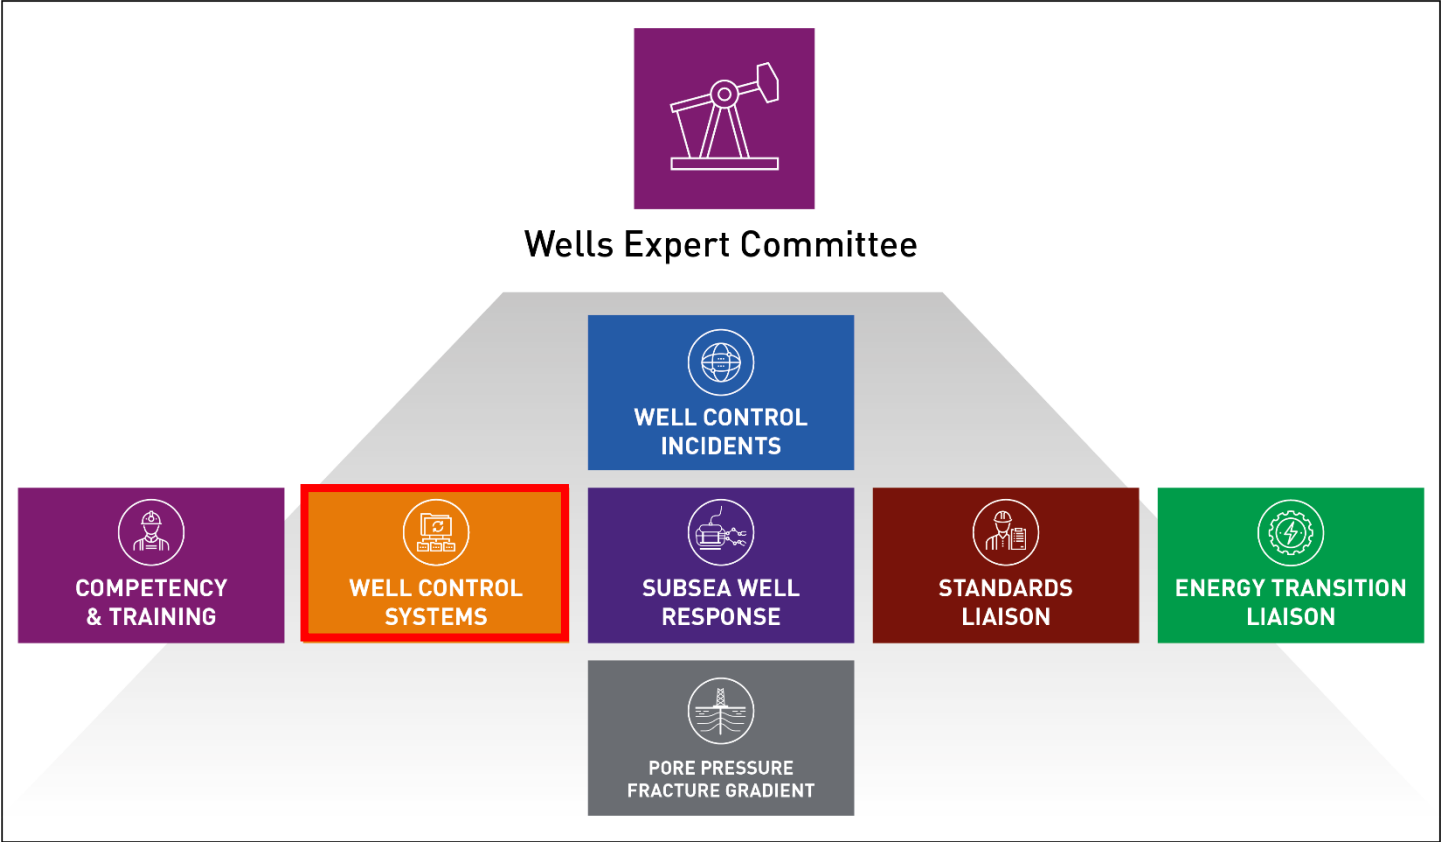 Wells Expert Committee
WELL CONTROL
INCIDENTS
COMPETENCY
& TRAINING
WELL CONTROL
SYSTEMS
SUBSEA WELL
RESPONSE
STANDARDS
LIAISON
ENERGY TRANSITION
LIAISON
PORE PRESSURE
FRACTURE GRADIENT